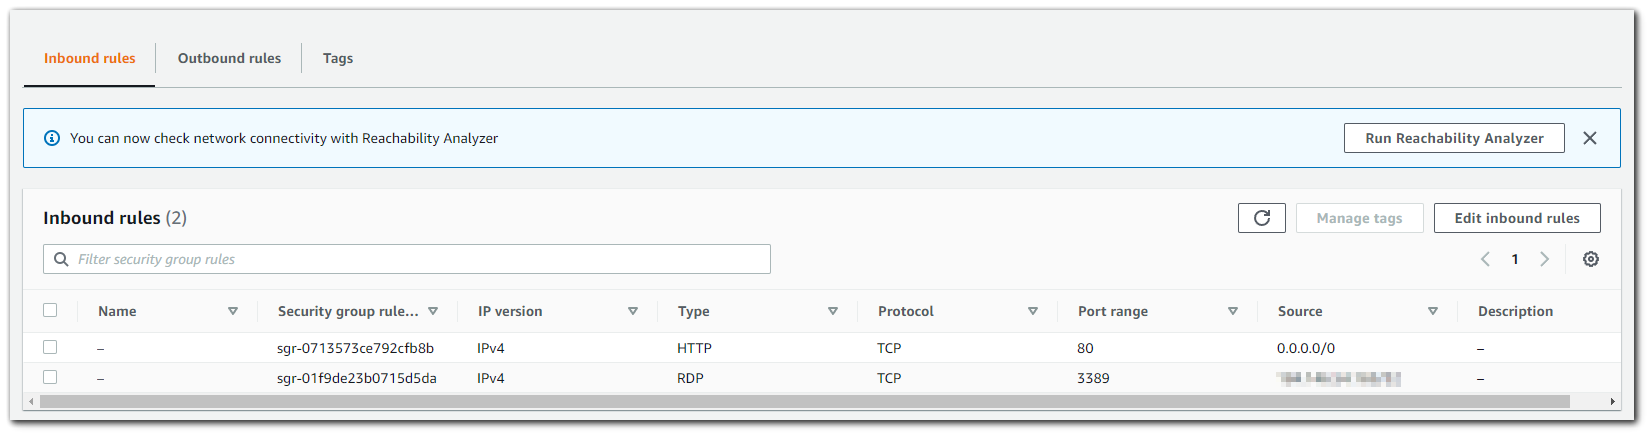 Inbound rules Outbound rules Tags
You can now check network connectivity with Reachability Analyzer Run Reachability Analyzer
Inbound rules (2) Manage tags Edit inbound rules
Filter security group rules 1
Name Security group rule... IP version Type Protocol Port range Source Description
– sgr-0713573ce792cfb8b IPv4 HTTP TCP 80 0.0.0.0/0 –
– sgr-01f9de23b0715d5da IPv4 RDP TCP 3389 –